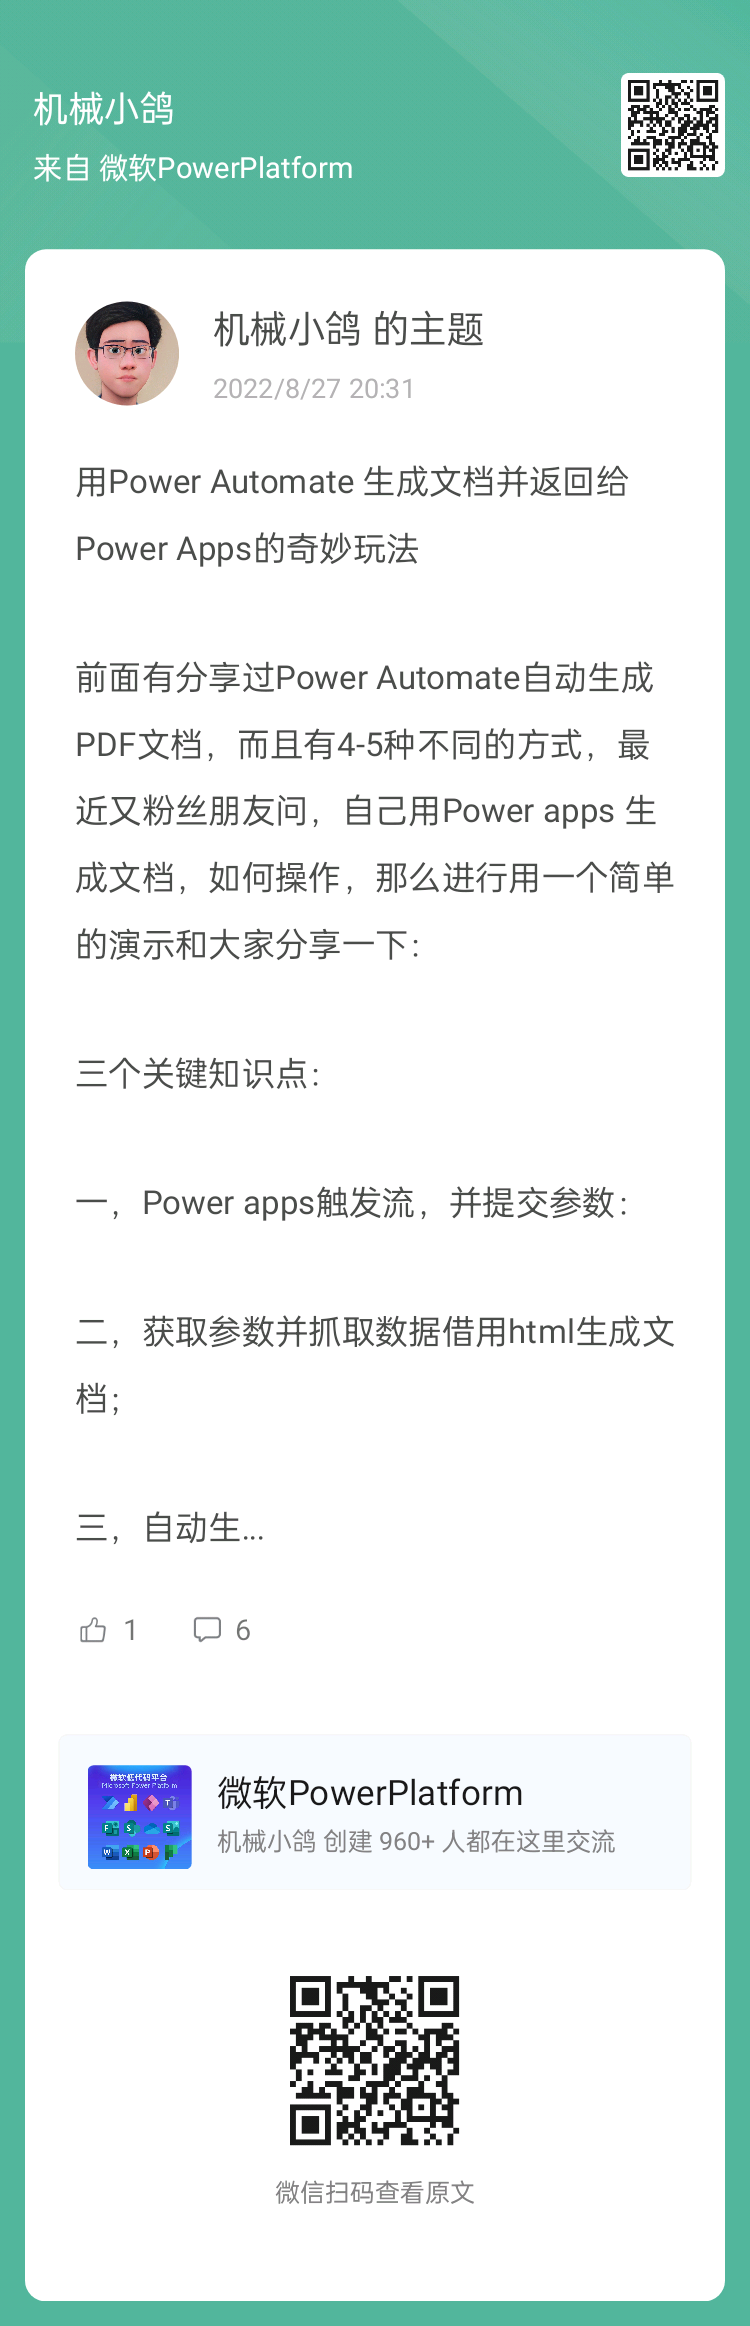 机械小鸽
来自 微软PowerPlatform
机械小鸽 的主题
2022/8/27 20:31
用Power Automate 生成文档并返回给
Power Apps的奇妙玩法
前面有分享过Power Automate自动生成
PDF文档，而且有4-5种不同的方式，最
近又粉丝朋友问，自己用Power apps 生
成文档，如何操作，那么进行用一个简单
的演示和大家分享一下：
三个关键知识点：
一，Power apps触发流，并提交参数：
二，获取参数并抓取数据借用html生成文
档；
三，自动生...
1 6
微软低代码平台
Microsoft Power Platform
微软PowerPlatform
机械小鸽 创建 960+ 人都在这里交流
微信扫码查看原文